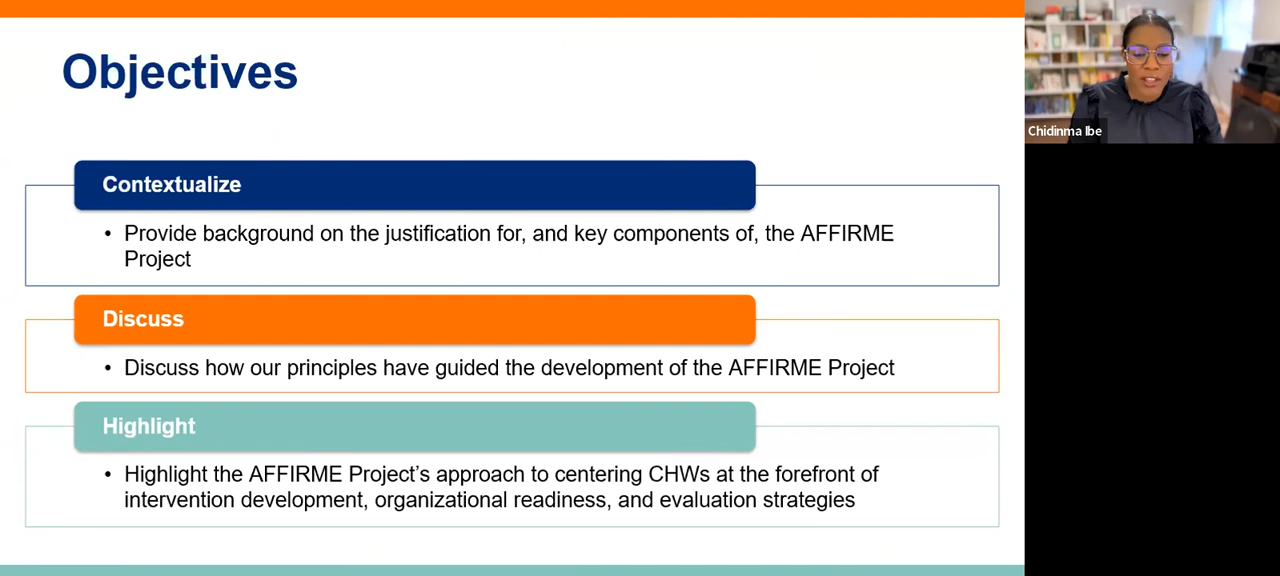 Objectives
Contextualize
• Provide background on the justification for, and key components of, the AFFIRME
Project
Discuss
• Discuss how our principles have guided the development of the AFFIRME Project
Highlight
• Highlight the AFFIRME Project's approach to centering CHWs at the forefront of
intervention development, organizational readiness, and evaluation strategies
Chidinma Ibe